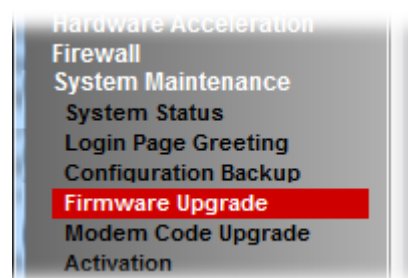 Hardware Acceleration
Firewall
System Maintenance
System Status
Login Page Greeting
Configuration Backup
Firmware Upgrade
Modem Code Upgrade
Activation